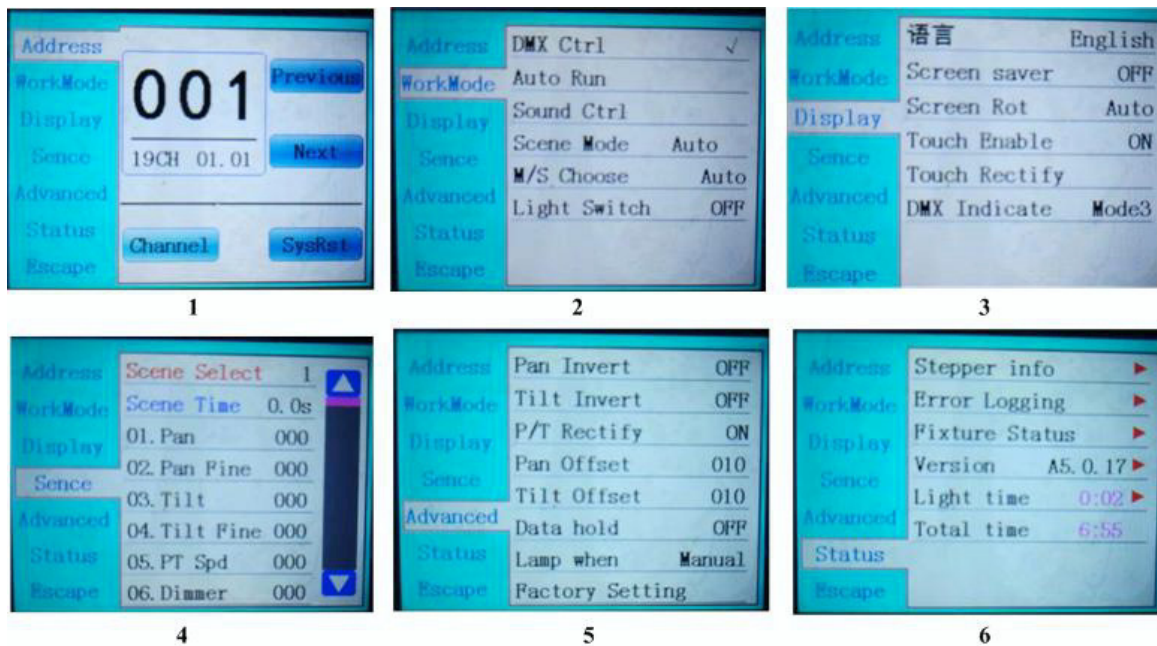 Address
WorkMode
Display
Sence
Advanced
Status
Escape
001
19CH 01.01
Previous
Next
Channel
SysRst
1
Address
WorkMode
Display
Sence
Advanced
Status
Escape
DMX Ctrl √
Auto Run
Sound Ctrl
Scene Mode Auto
M/S Choose Auto
Light Switch OFF
2
Address
WorkMode
Display
Sence
Advanced
Status
Escape
语言 English
Screen saver OFF
Screen Rot Auto
Touch Enable ON
Touch Rectify
DMX Indicate Mode3
3
Address
WorkMode
Display
Sence
Advanced
Status
Escape
Scene Select 1
Scene Time 0.0s
01. Pan 000
02. Pan Fine 000
03. Tilt 000
04. Tilt Fine 000
05. PT Spd 000
06. Dimmer 000
4
Address
WorkMode
Display
Sence
Advanced
Status
Escape
Pan Invert OFF
Tilt Invert OFF
P/T Rectify ON
Pan Offset 010
Tilt Offset 010
Data hold OFF
Lamp when Manual
Factory Setting
5
Address
WorkMode
Display
Sence
Advanced
Status
Escape
Stepper info
Error Logging
Fixture Status
Version A5.0.17
Light time 0:02
Total time 6:55
6